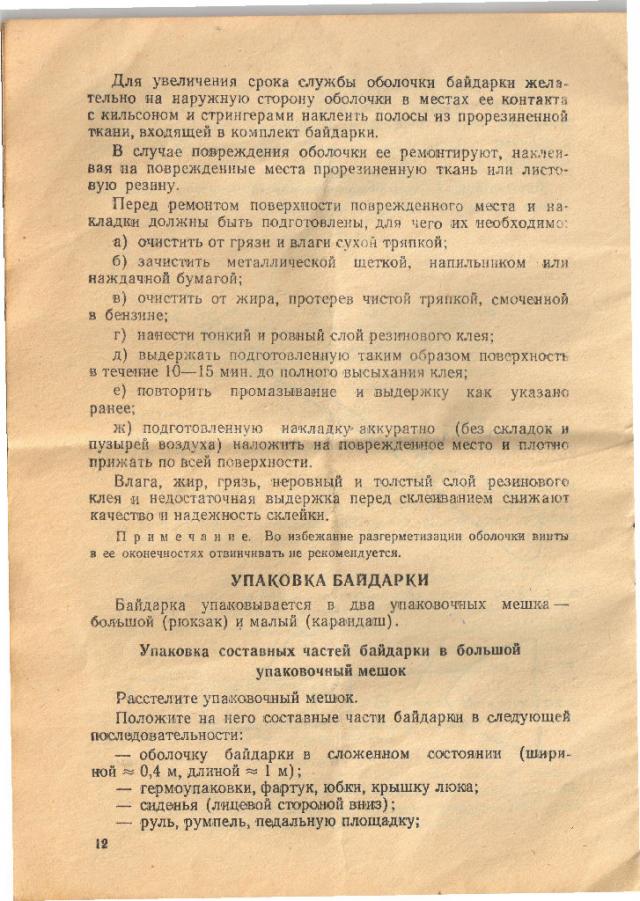 Для увеличения срока службы оболочки байдарки жела-
тельно на наружную сторону оболочки в местах ее контакта
с кильсоном и стрингерами наклеить полосы из прорезиненной
ткани, входящей в комплект байдарки.
В случае повреждения оболочки ее ремонтируют, наклеи-
вая на поврежденные места прорезиненную ткань или листо-
вую резину.
Перед ремонтом поверхности поврежденного места и на-
кладки должны быть подготовлены, для чего их необходимо:
а) очистить от грязи и влаги сухой тряпкой;
б) зачистить металлической щеткой, напильником или
наждачной бумагой;
в) очистить от жира, протерев чистой тряпкой, смоченной
в бензине;
г) нанести тонкий и ровный слой резинового клея;
д) выдержать подготовленную таким образом поверхность
в течение 10—15 мин. до полного высыхания клея;
е) повторить промазывание и выдержку как указано
ранее;
ж) подготовленную накладку аккуратно (без складок и
пузырей воздуха) наложить на поврежденное место и плотно
прижать по всей поверхности.
Влага, жир, грязь, неровный и толстый слой резинового
клея и недостаточная выдержка перед склеиванием снижают
качество и надежность склейки.
Примечание. Во избежание разгерметизации оболочки винты
в ее оконечностях отвинчивать не рекомендуется.
УПАКОВКА БАЙДАРКИ
Байдарка упаковывается в два упаковочных мешка —
большой (рюкзак) и малый (карандаш).
Упаковка составных частей байдарки в большой
упаковочный мешок
Расстелите упаковочный мешок.
Положите на него составные части байдарки в следующей
последовательности:
— оболочку байдарки в сложенном состоянии (шири-
ной ≈ 0,4 м, длиной ≈ 1 м);
— гермоупаковки, фартук, юбки, крышку люка;
— сиденья (лицевой стороной вниз);
— руль, румпель, педальную площадку;
12